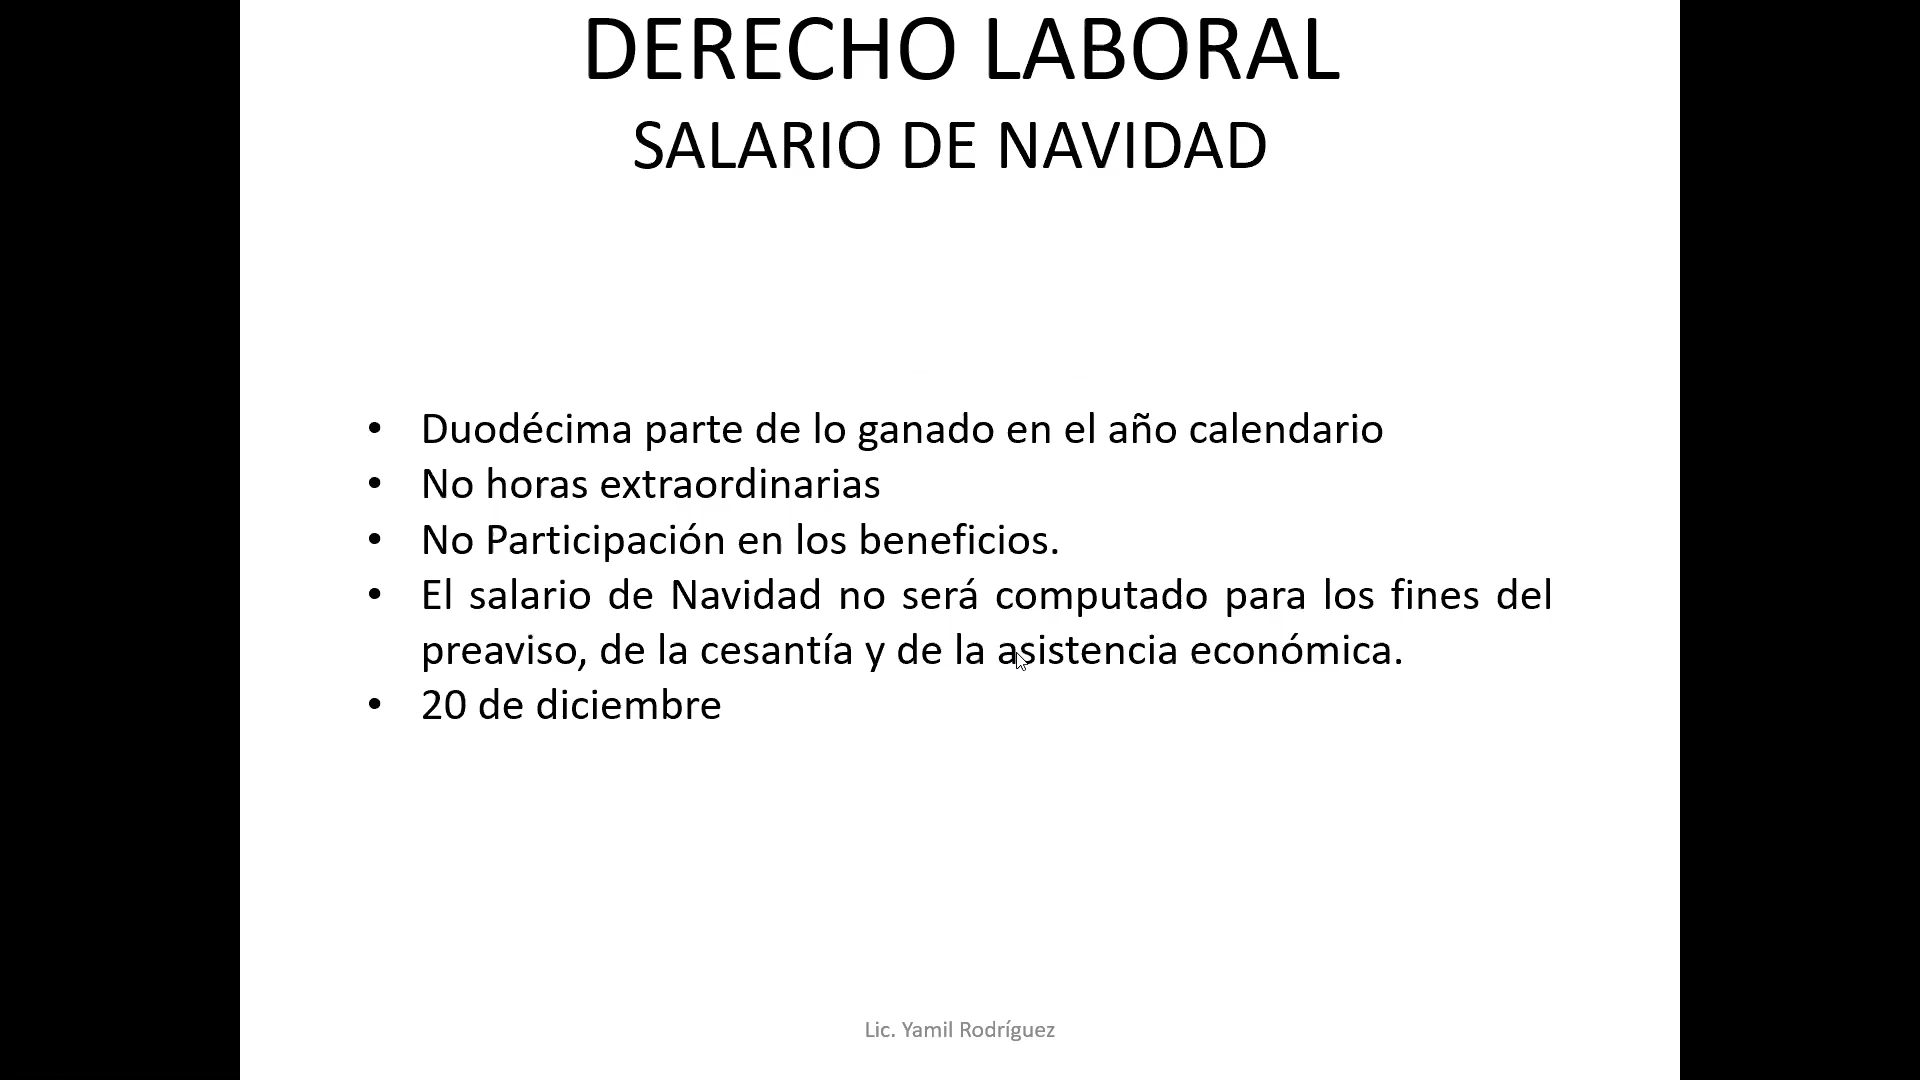 DERECHO LABORAL
SALARIO DE NAVIDAD
• Duodécima parte de lo ganado en el año calendario
• No horas extraordinarias
• No Participación en los beneficios.
• El salario de Navidad no será computado para los fines del
preaviso, de la cesantía y de la asistencia económica.
• 20 de diciembre
Lic. Yamil Rodríguez